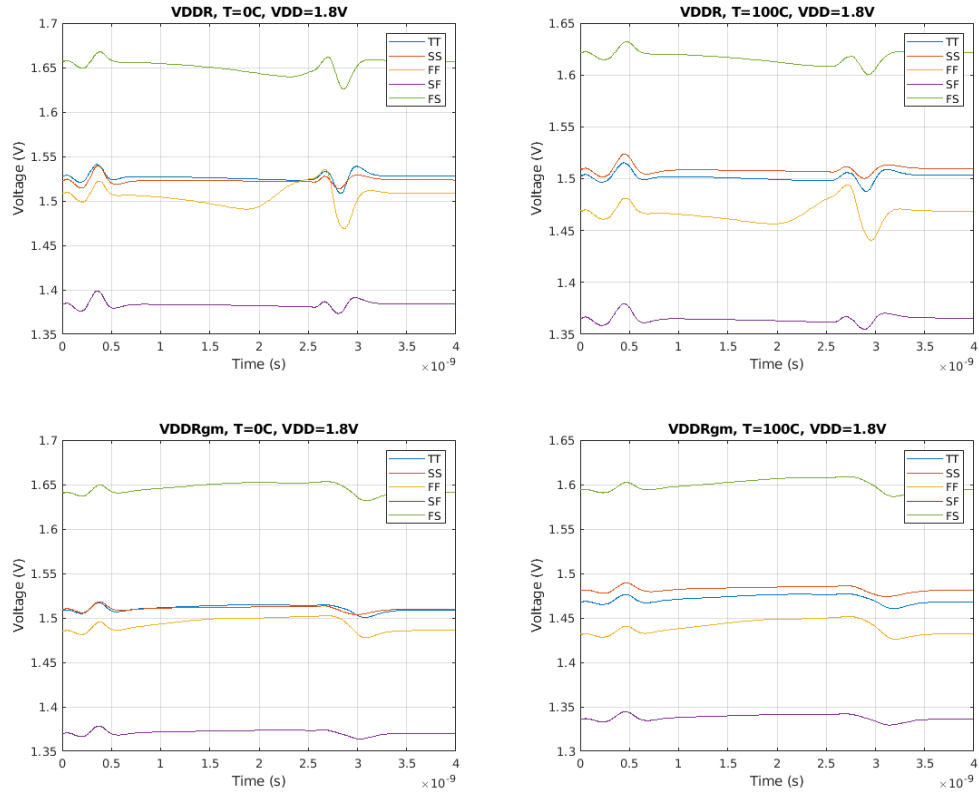 VDDR, T=0C, VDD=1.8V
1.7
1.65
1.6
1.55
1.5
1.45
1.4
1.35
Voltage (V)
TT
SS
FF
SF
FS
0 0.5 1 1.5 2 2.5 3 3.5 4
Time (s)
×10⁻⁹
VDDR, T=100C, VDD=1.8V
1.65
1.6
1.55
1.5
1.45
1.4
1.35
Voltage (V)
TT
SS
FF
SF
FS
0 0.5 1 1.5 2 2.5 3 3.5 4
Time (s)
×10⁻⁹
VDDRgm, T=0C, VDD=1.8V
1.7
1.65
1.6
1.55
1.5
1.45
1.4
1.35
Voltage (V)
TT
SS
FF
SF
FS
0 0.5 1 1.5 2 2.5 3 3.5 4
Time (s)
×10⁻⁹
VDDRgm, T=100C, VDD=1.8V
1.65
1.6
1.55
1.5
1.45
1.4
1.35
1.3
Voltage (V)
TT
SS
FF
SF
FS
0 0.5 1 1.5 2 2.5 3 3.5 4
Time (s)
×10⁻⁹